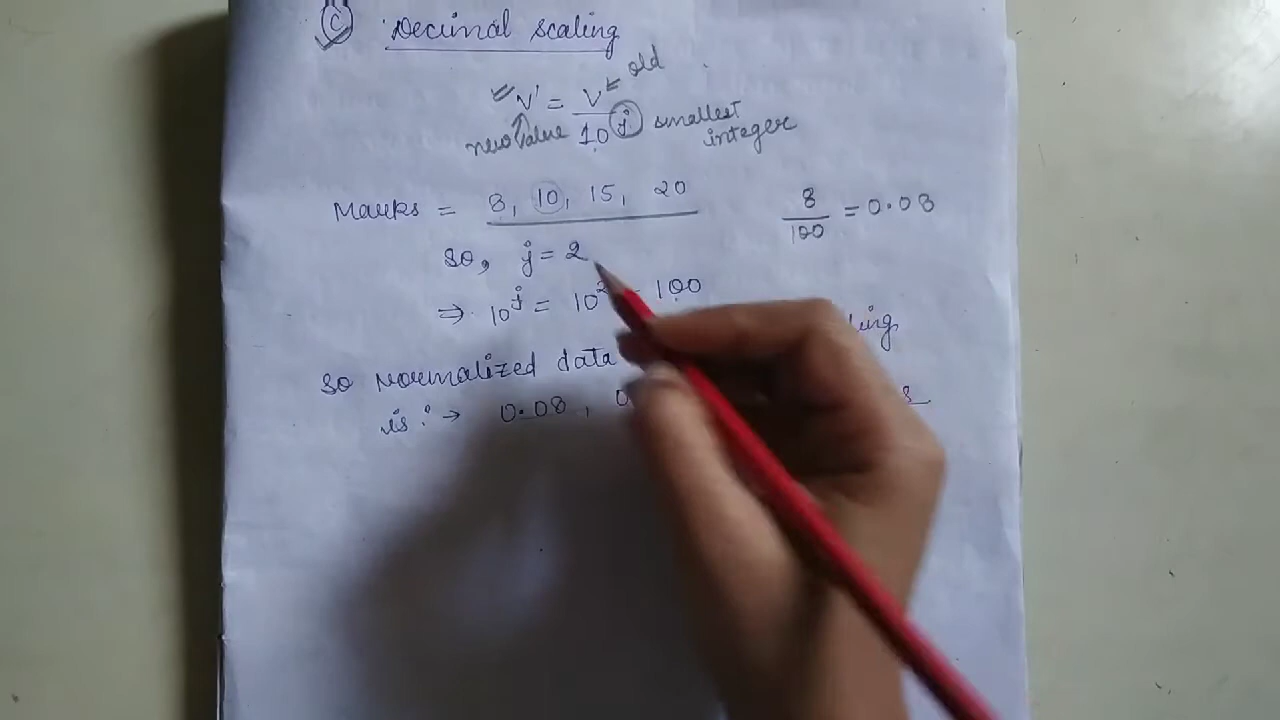 C Decimal scaling
old
V' = V / 10^j smallest
new value integer
Marks = 8, 10, 15, 20
8 / 100 = 0.08
so, j = 2
⇒ 10^j = 10^2 = 100
so Normalized data
is : → 0.08 ,